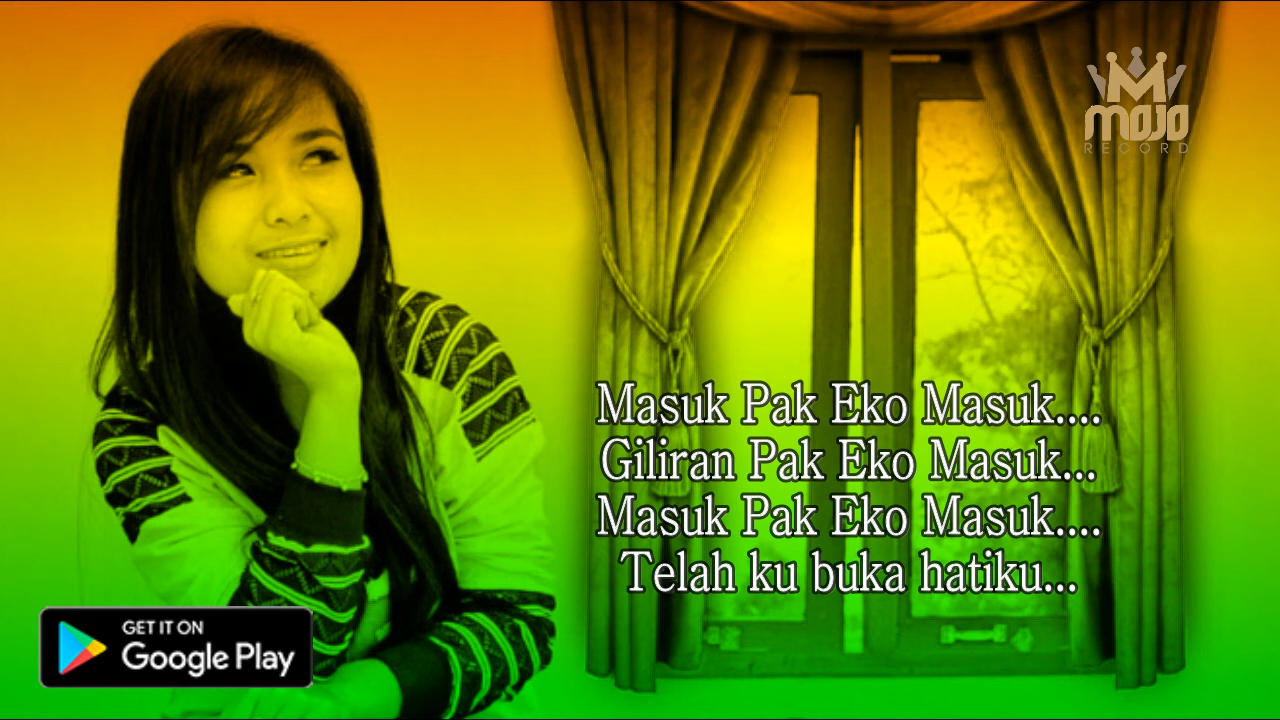 MOJO
RECORD
Masuk Pak Eko Masuk....
Giliran Pak Eko Masuk...
Masuk Pak Eko Masuk....
Telah ku buka hatiku...
GET IT ON
Google Play